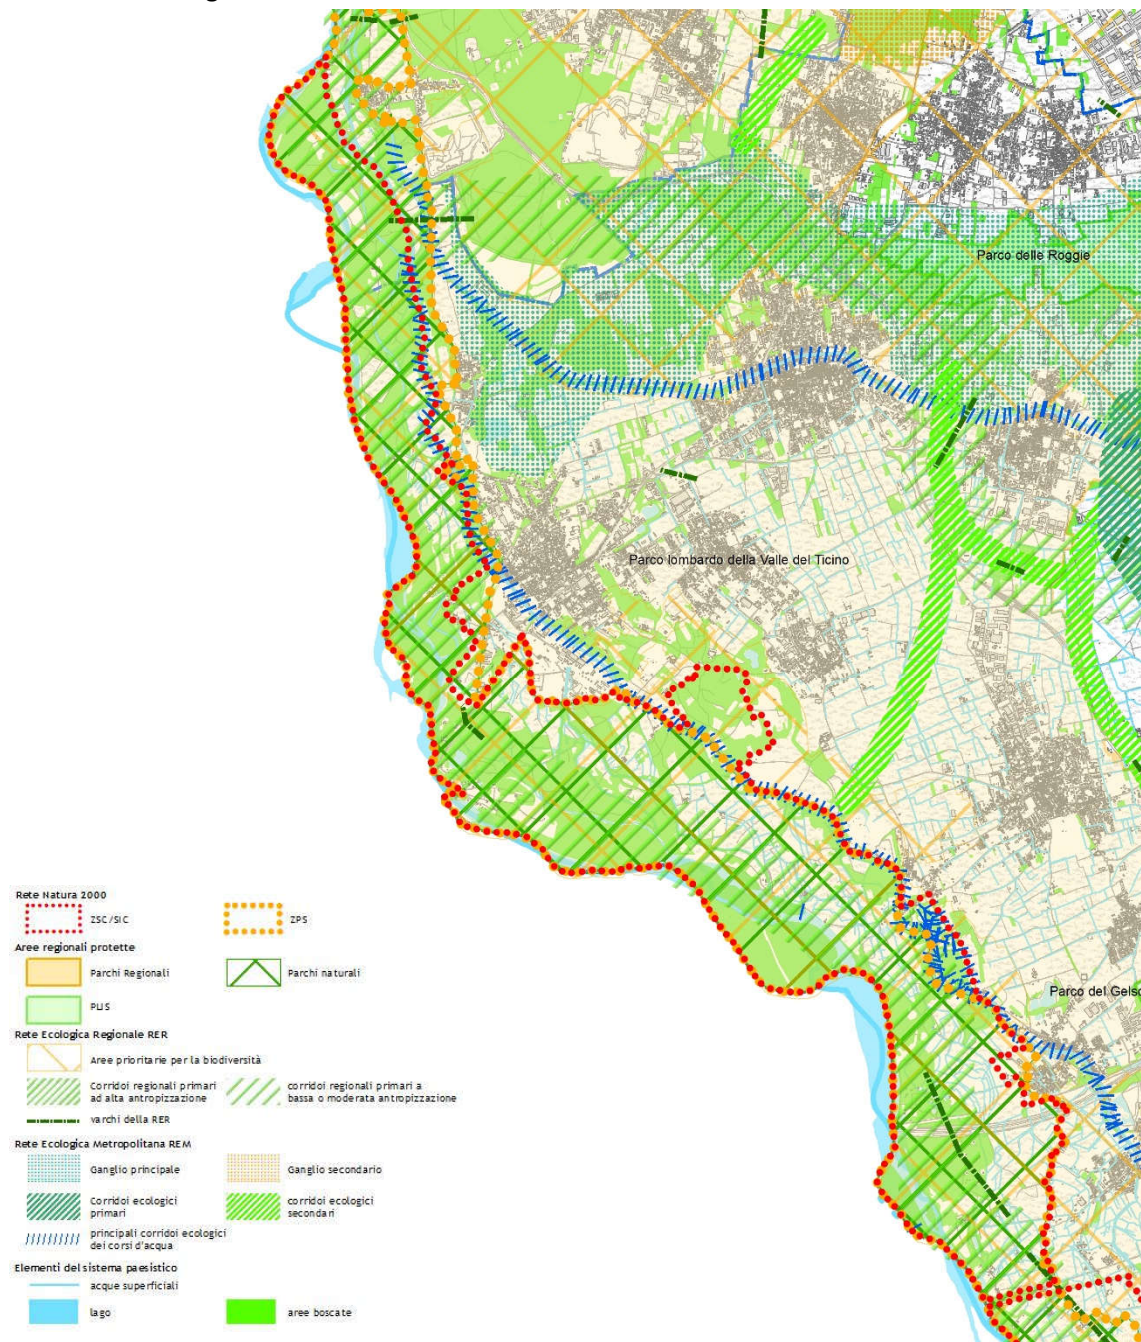 Parco delle Roggie
Parco lombardo della Valle del Ticino
Parco del Gelso
Rete Natura 2000
ZSC/SIC
ZPS
Aree regionali protette
Parchi Regionali
Parchi naturali
PLIS
Rete Ecologica Regionale RER
Aree prioritarie per la biodiversità
Corridoi regionali primari
ad alta antropizzazione
corridoi regionali primari a
bassa o moderata antropizzazione
varchi della RER
Rete Ecologica Metropolitana REM
Ganglio principale
Ganglio secondario
Corridoi ecologici
primari
corridoi ecologici
secondari
principali corridoi ecologici
dei corsi d'acqua
Elementi del sistema paesistico
acque superficiali
lago
aree boscate